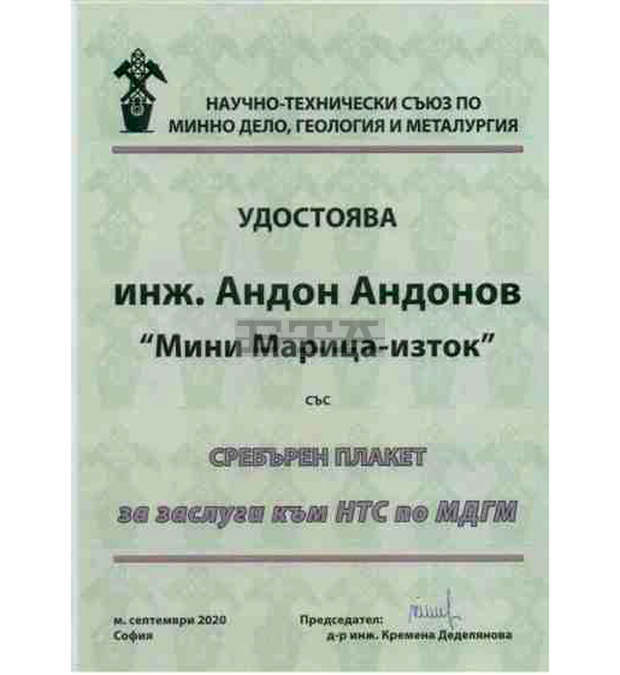 НАУЧНО-ТЕХНИЧЕСКИ СЪЮЗ ПО
МИННО ДЕЛО, ГЕОЛОГИЯ И МЕТАЛУРГИЯ
УДОСТОЯВА
инж. Андон Андонов
БТА
"Мини Марица-изток"
със
СРЕБЪРЕН ПЛАКЕТ
за заслуги към НТС по МДГМ
м. септември 2020
Председател:
София
д-р инж. Кремена Деделянова